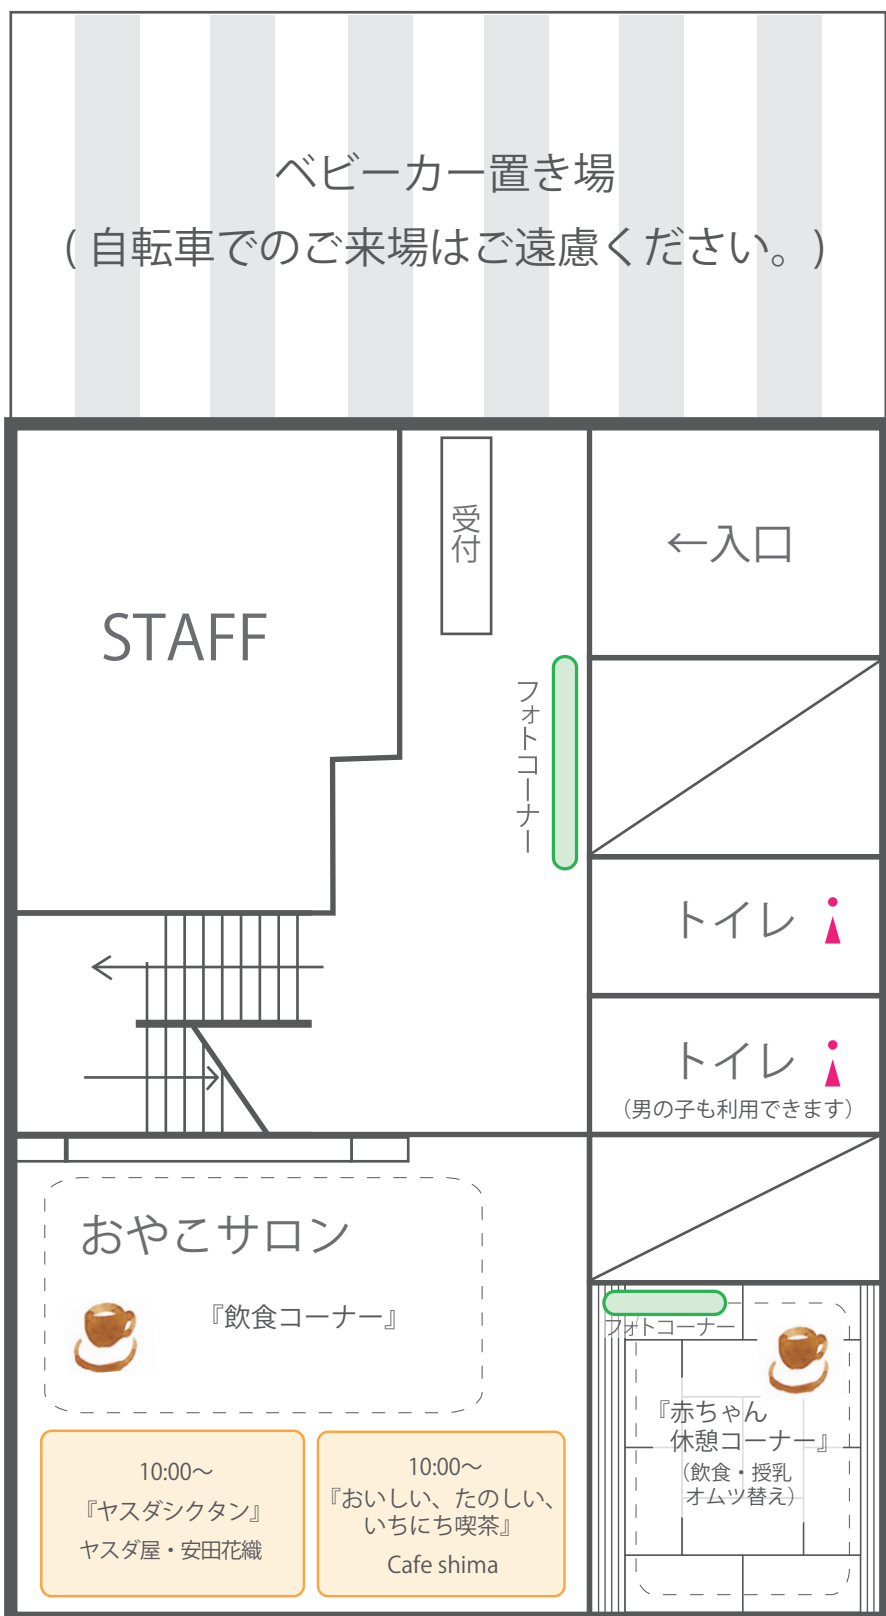 ベビーカー置き場
( 自転車でのご来場はご遠慮ください。)
受付
←入口
STAFF
フォトコーナー
トイレ
トイレ
（男の子も利用できます）
おやこサロン
『飲食コーナー』
フォトコーナー
『赤ちゃん
休憩コーナー』
（飲食・授乳
オムツ替え）
10:00～
『ヤスダシクタン』
ヤスダ屋・安田花織
10:00～
『おいしい、たのしい、
いちにち喫茶』
Cafe shima